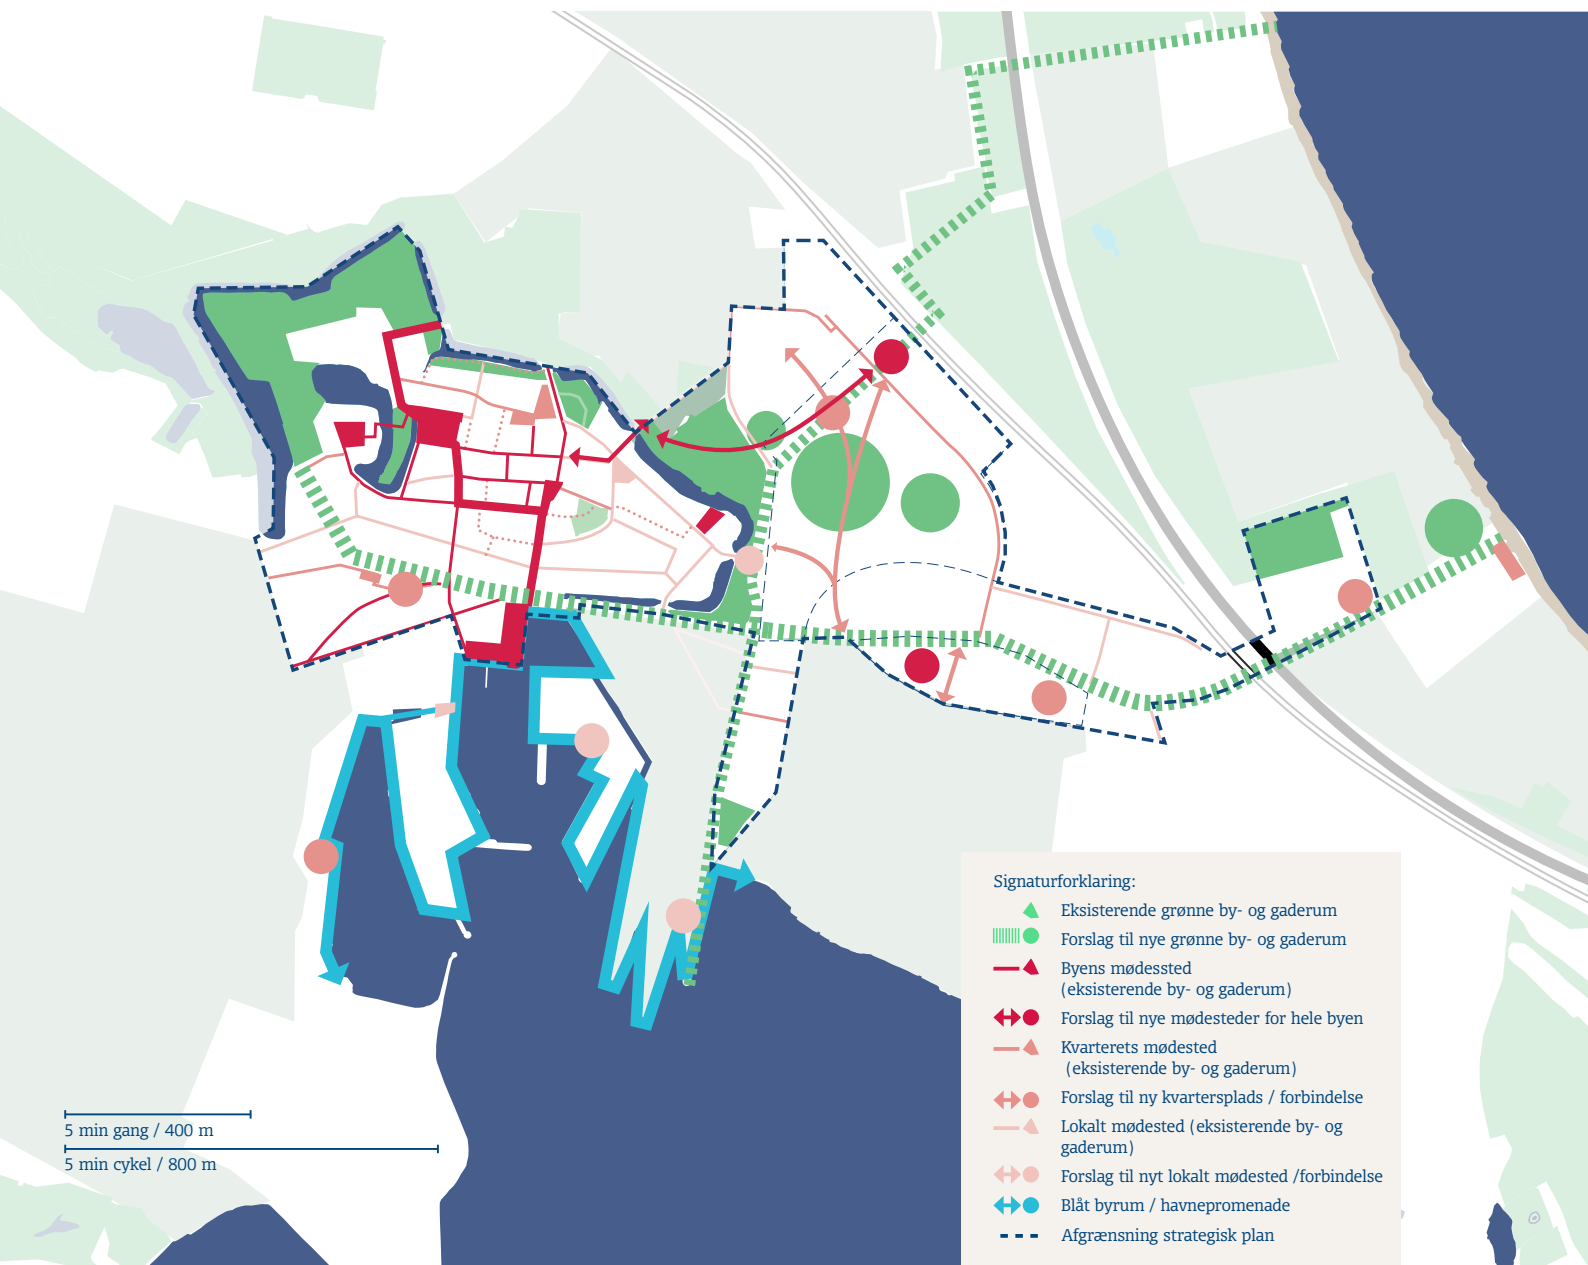 Signaturforklaring:
Eksisterende grønne by- og gaderum
Forslag til nye grønne by- og gaderum
Byens mødessted
(eksisterende by- og gaderum)
Forslag til nye mødesteder for hele byen
Kvarterets mødested
(eksisterende by- og gaderum)
Forslag til ny kvartersplads / forbindelse
Lokalt mødested (eksisterende by- og
gaderum)
Forslag til nyt lokalt mødested /forbindelse
Blåt byrum / havnepromenade
Afgrænsning strategisk plan
5 min gang / 400 m
5 min cykel / 800 m